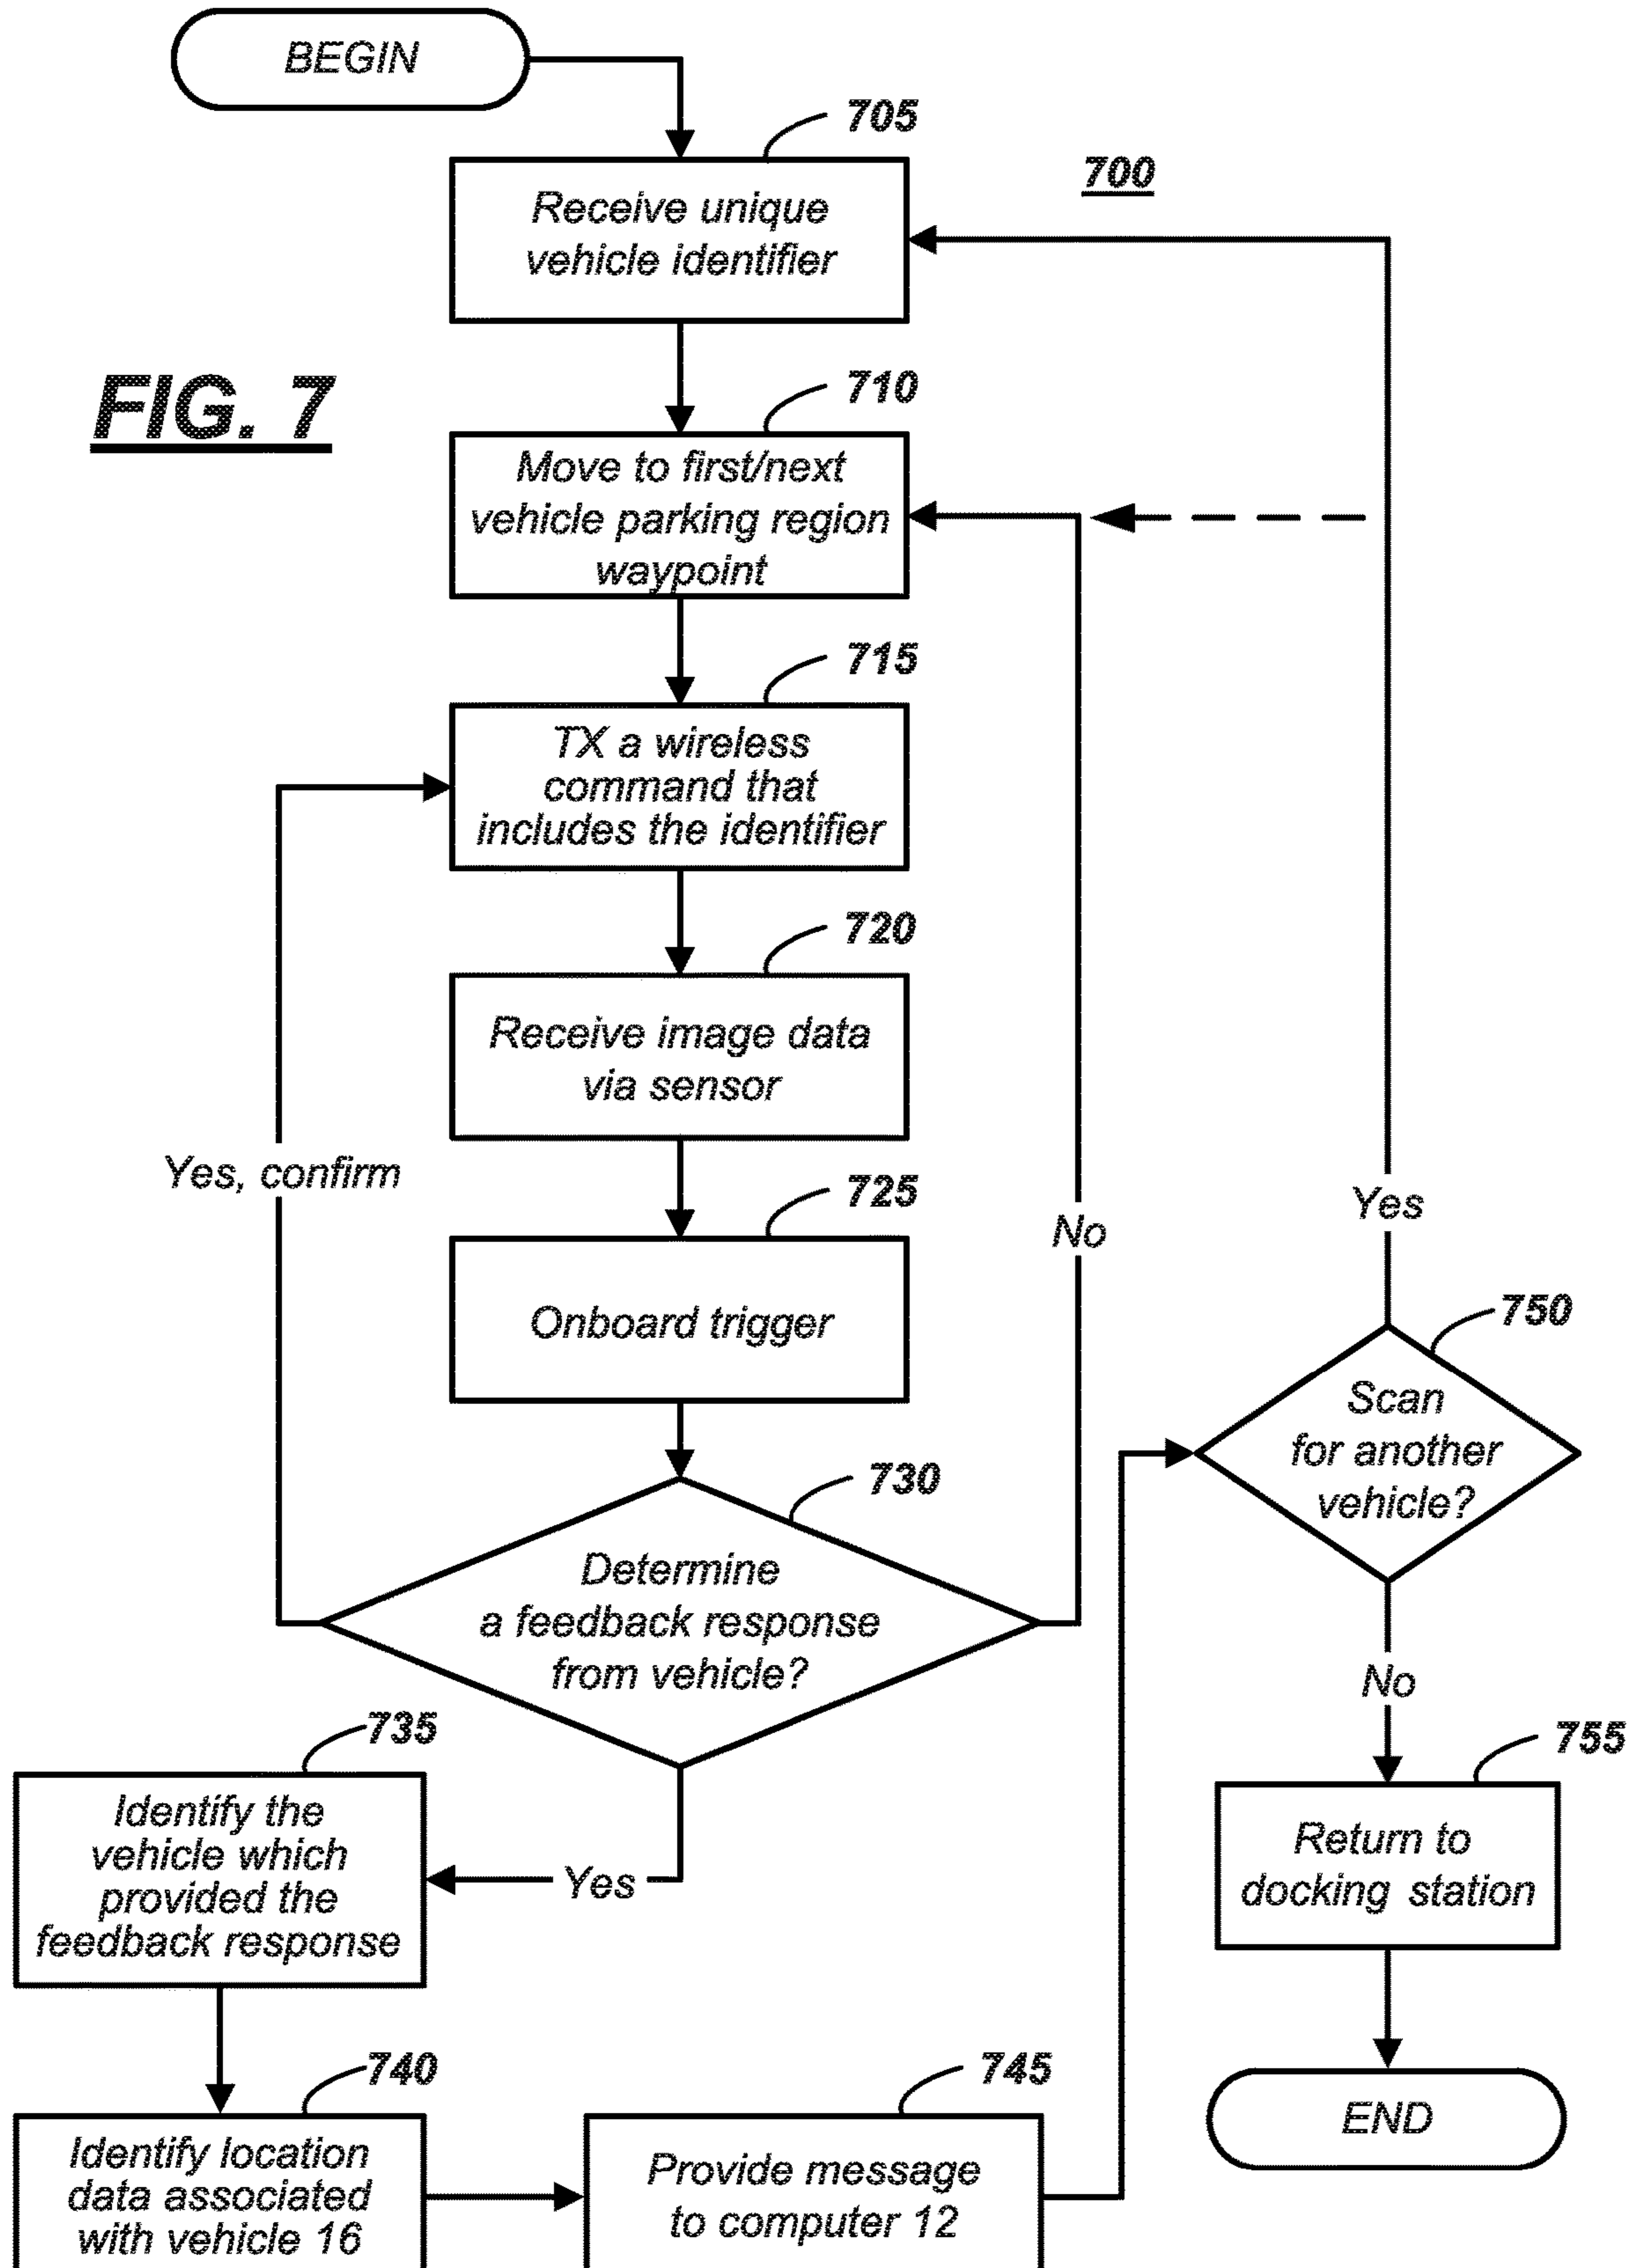 BEGIN
705
700
Receive unique
vehicle identifier
FIG. 7
710
Move to first/next
vehicle parking region
waypoint
715
TX a wireless
command that
includes the identifier
720
Receive image data
via sensor
Yes, confirm
725
No
Yes
Onboard trigger
750
Scan
for another
vehicle?
730
Determine
a feedback response
from vehicle?
No
735
755
Identify the
vehicle which
provided the
feedback response
Yes
Return to
docking station
740
745
Identify location
data associated
with vehicle 16
Provide message
to computer 12
END